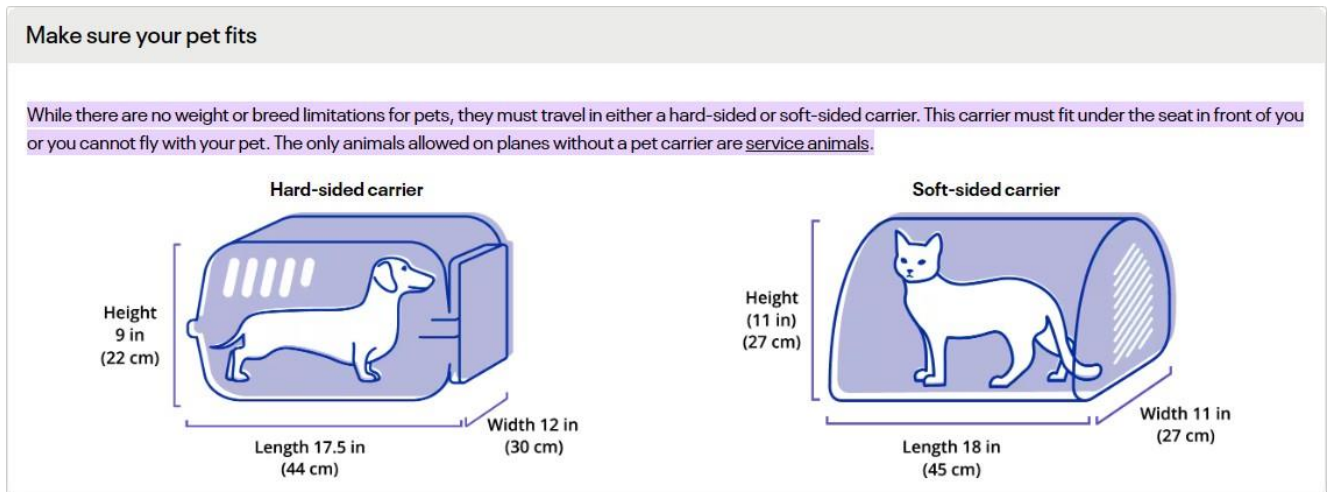 Make sure your pet fits
While there are no weight or breed limitations for pets, they must travel in either a hard-sided or soft-sided carrier. This carrier must fit under the seat in front of you
or you cannot fly with your pet. The only animals allowed on planes without a pet carrier are service animals.
Hard-sided carrier
Height
9 in
(22 cm)
Length 17.5 in
(44 cm)
Width 12 in
(30 cm)
Soft-sided carrier
Height
(11 in)
(27 cm)
Length 18 in
(45 cm)
Width 11 in
(27 cm)